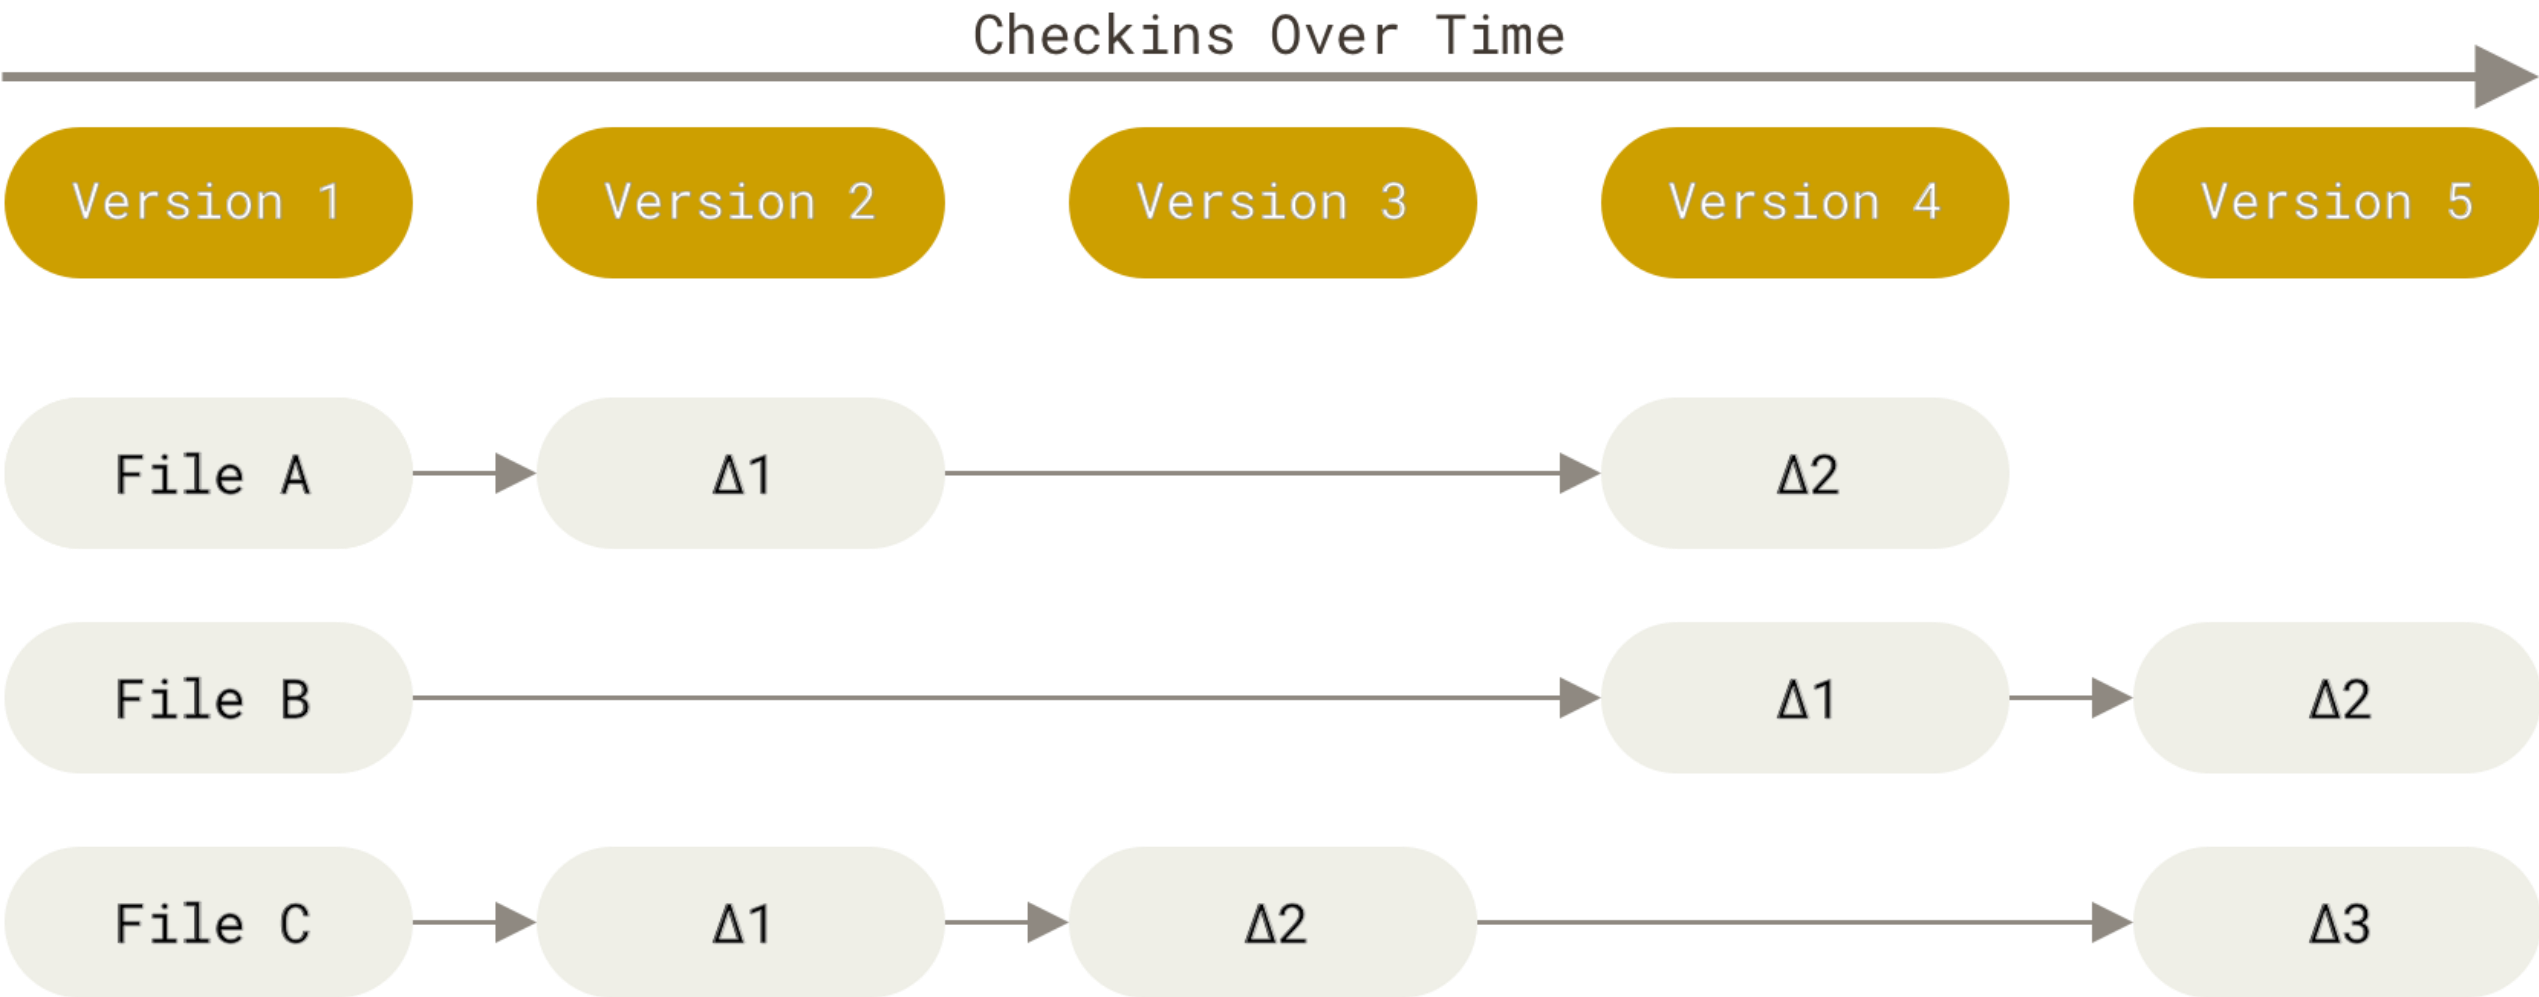 Checkins Over Time
Version 1 Version 2 Version 3 Version 4 Version 5
File A Δ1 Δ2
File B Δ1 Δ2
File C Δ1 Δ2 Δ3